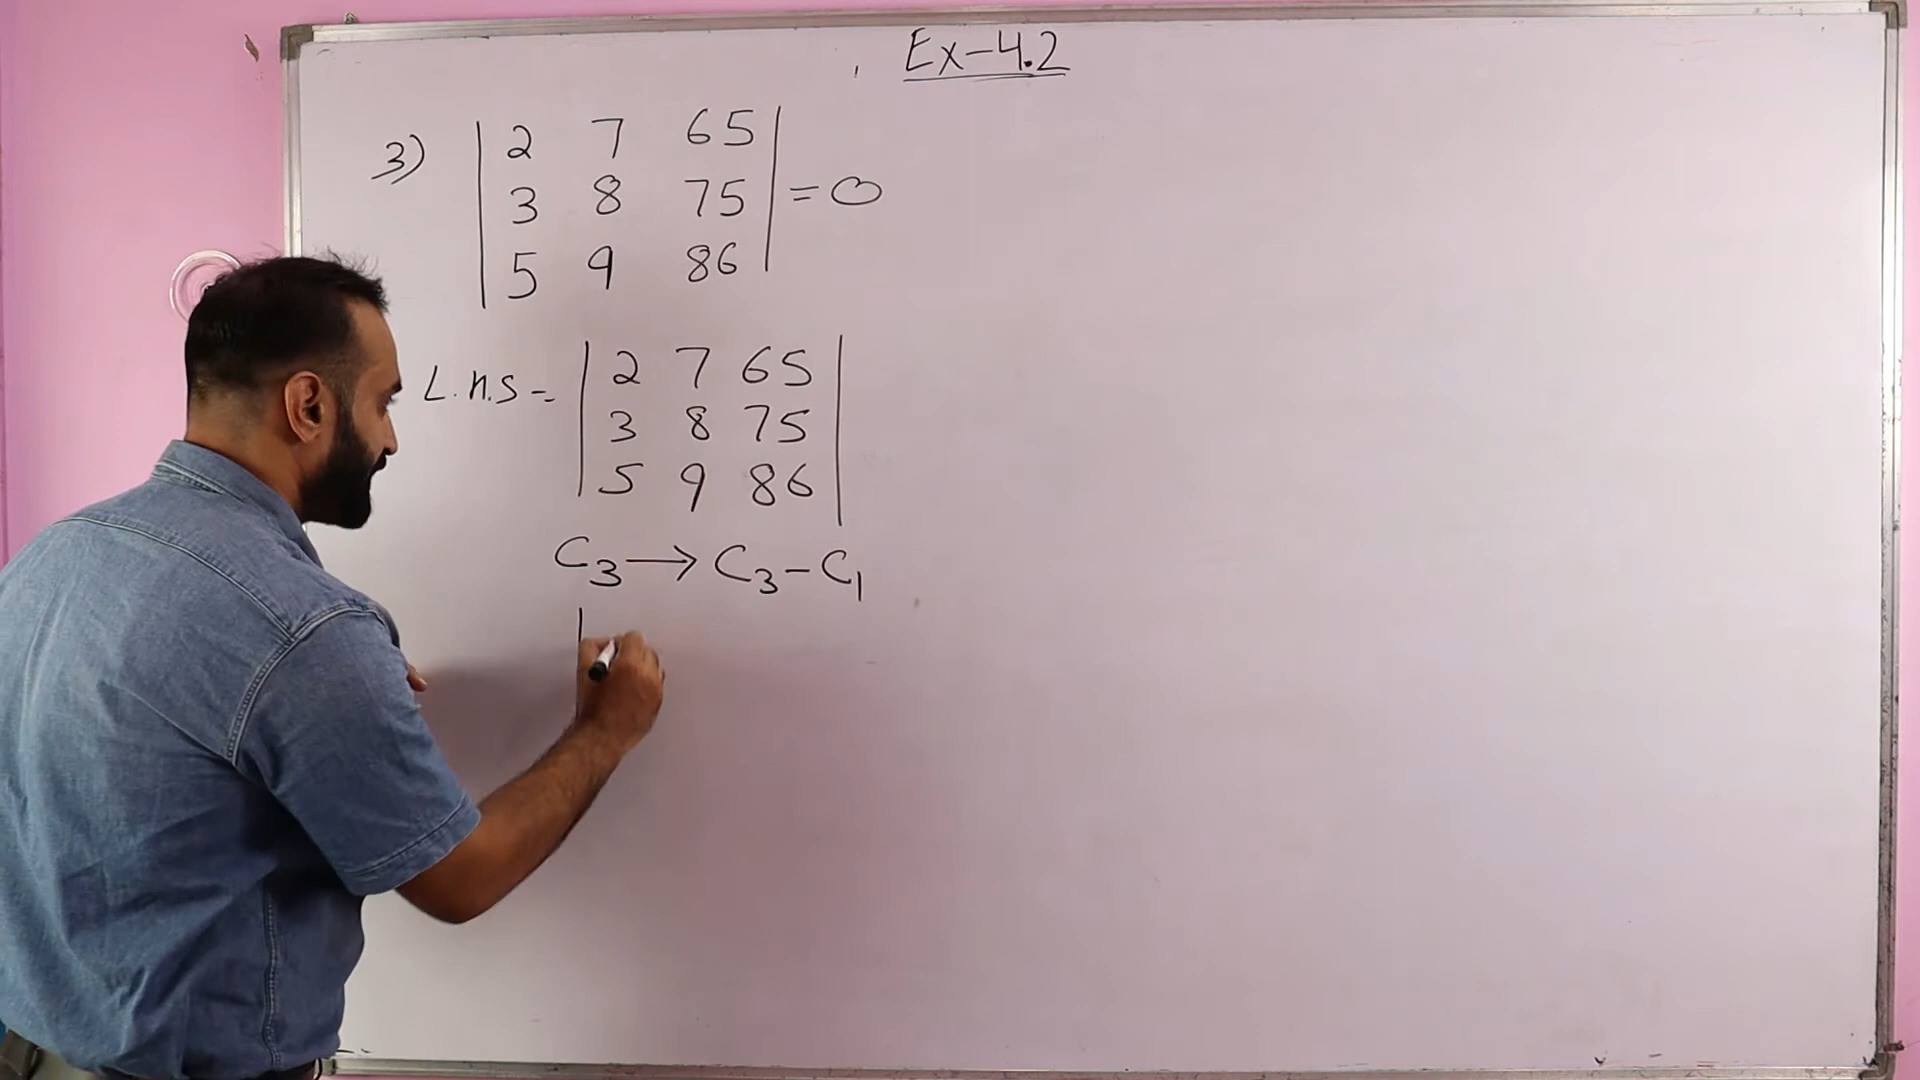 Ex-4.2
3) | 2 7 65 |
| 3 8 75 | = 0
| 5 9 86 |
L.H.S = | 2 7 65 |
| 3 8 75 |
| 5 9 86 |
C₃ → C₃ - C₁
|